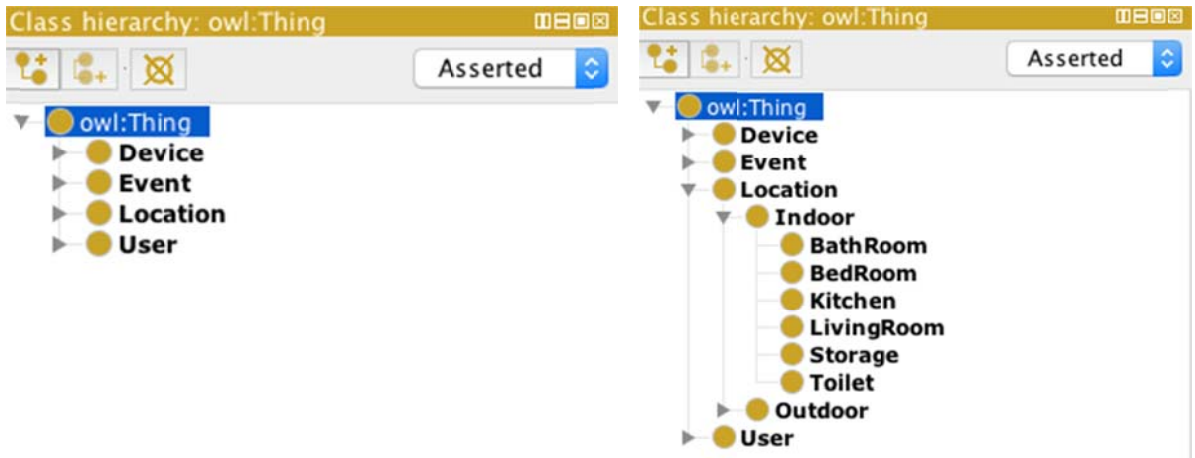 Class hierarchy: owl:Thing
Asserted
owl:Thing
Device
Event
Location
User
Class hierarchy: owl:Thing
Asserted
owl:Thing
Device
Event
Location
Indoor
BathRoom
BedRoom
Kitchen
LivingRoom
Storage
Toilet
Outdoor
User